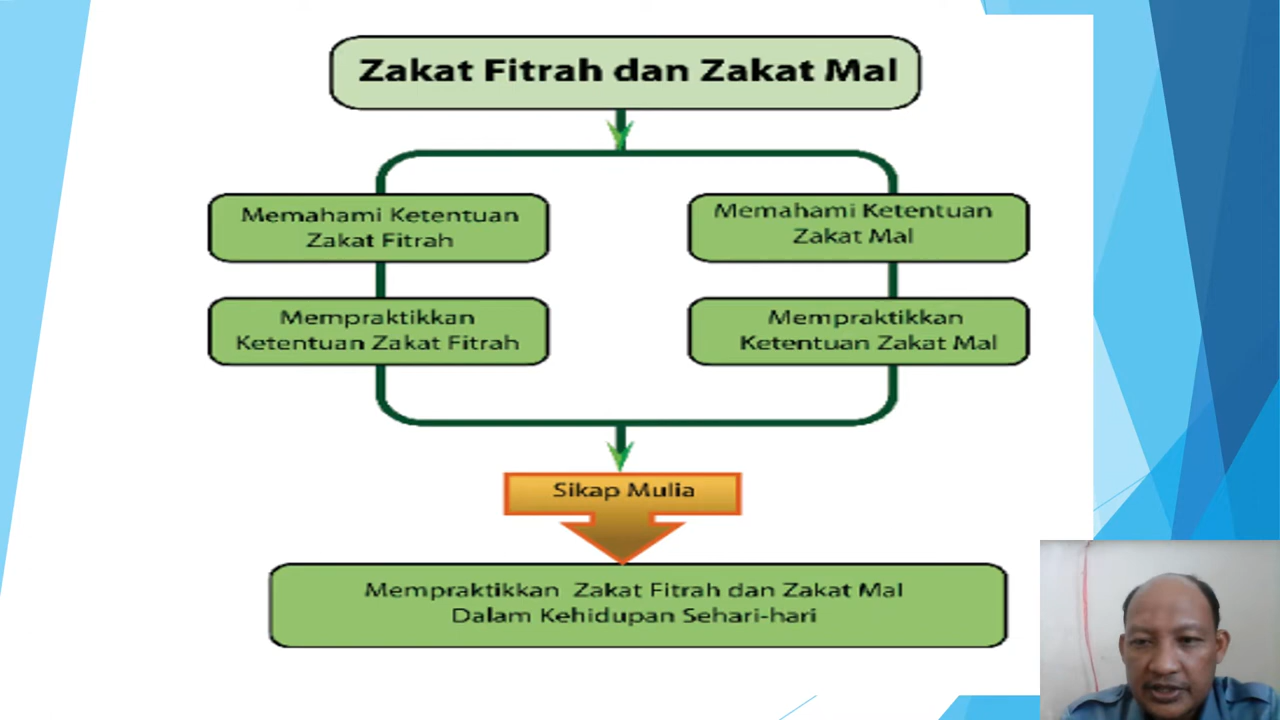 Zakat Fitrah dan Zakat Mal
Memahami Ketentuan
Zakat Fitrah
Memahami Ketentuan
Zakat Mal
Mempraktikkan
Ketentuan Zakat Fitrah
Mempraktikkan
Ketentuan Zakat Mal
Sikap Mulia
Mempraktikkan Zakat Fitrah dan Zakat Mal
Dalam Kehidupan Sehari-hari